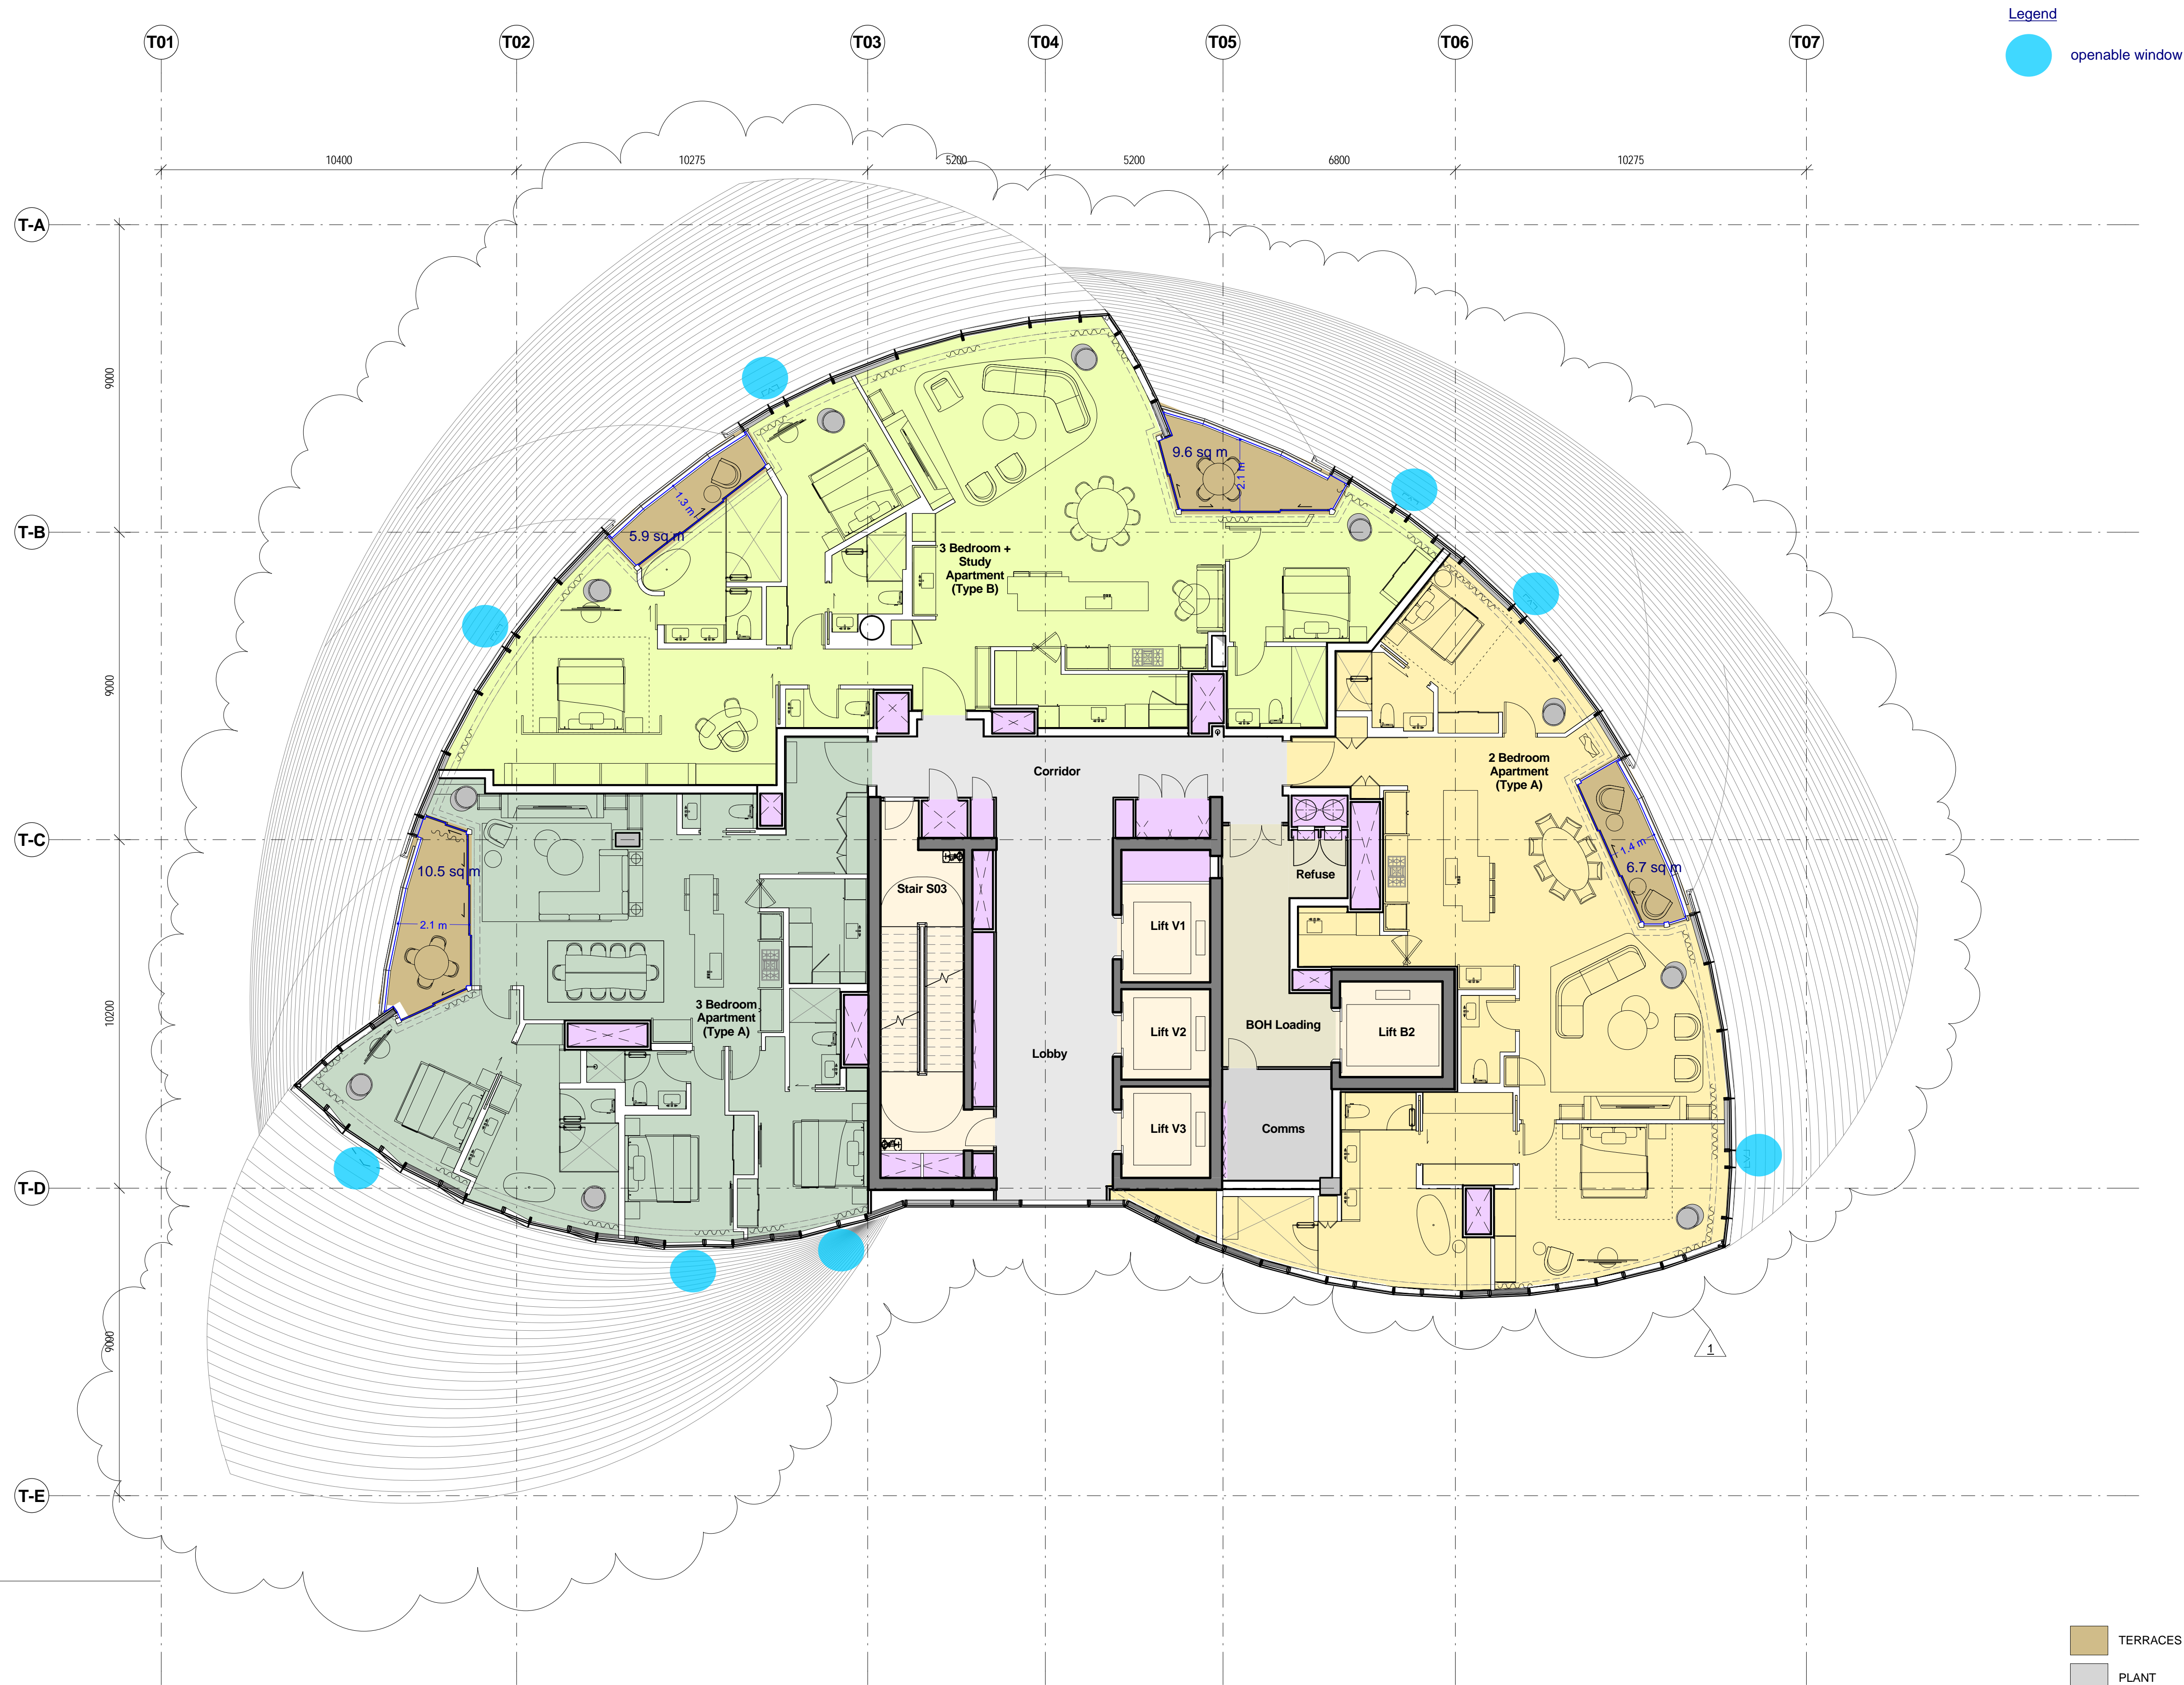 Legend
openable window
T01
T02
T03
T04
T05
T06
T07
10400
10275
5200
5200
6800
10275
T-A
9000
T-B
9000
T-C
10200
T-D
9090
T-E
9.6 sq m
2.1 m
1.3 m
5.9 sq m
3 Bedroom +
Study
Apartment
(Type B)
Corridor
2 Bedroom
Apartment
(Type A)
1.4 m
6.7 sq m
10.5 sq m
2.1 m
Stair S03
Refuse
Lift V1
3 Bedroom
Apartment
(Type A)
Lobby
Lift V2
BOH Loading
Lift B2
Lift V3
Comms
1
TERRACES
PLANT